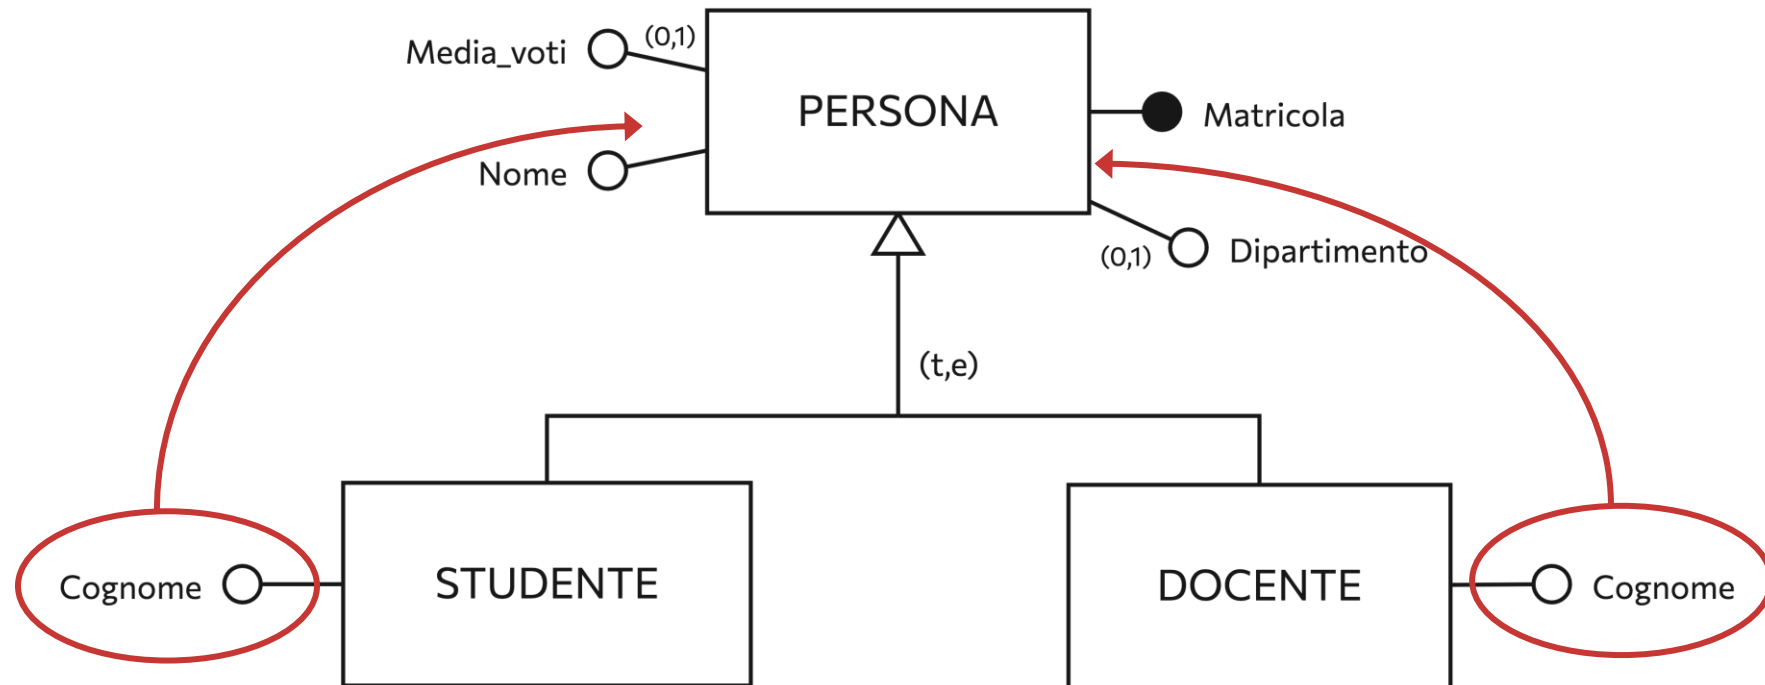 Media_voti
(0,1)
PERSONA
Matricola
Nome
(0,1)
Dipartimento
(t,e)
Cognome
STUDENTE
DOCENTE
Cognome